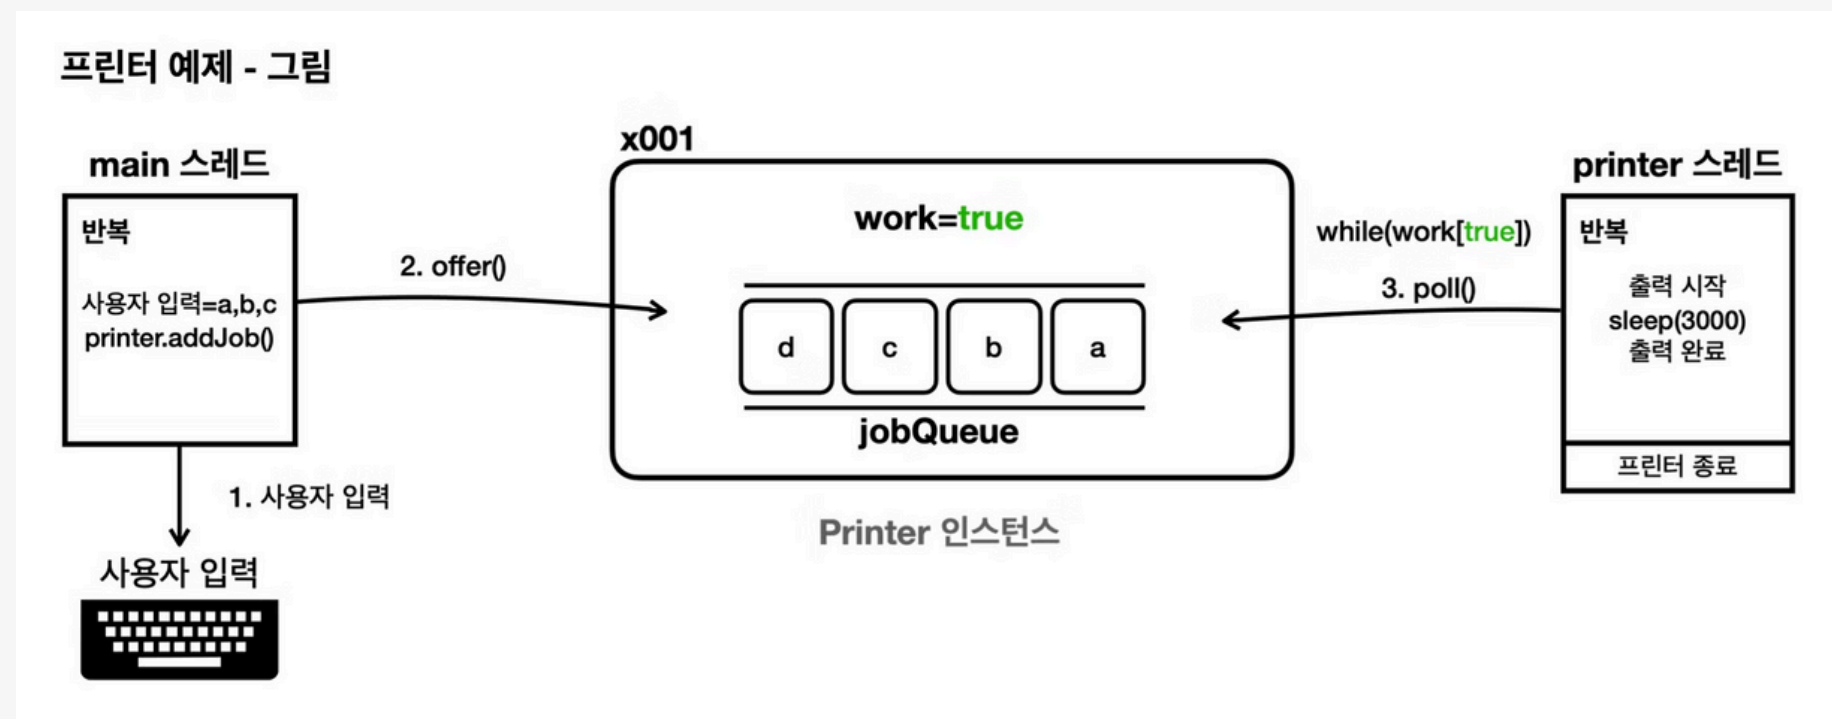 프린터 예제 - 그림
main 스레드
반복
사용자 입력=a,b,c
printer.addJob()
1. 사용자 입력
사용자 입력
2. offer()
x001
work=true
d c b a
jobQueue
Printer 인스턴스
while(work[true])
3. poll()
printer 스레드
반복
출력 시작
sleep(3000)
출력 완료
프린터 종료